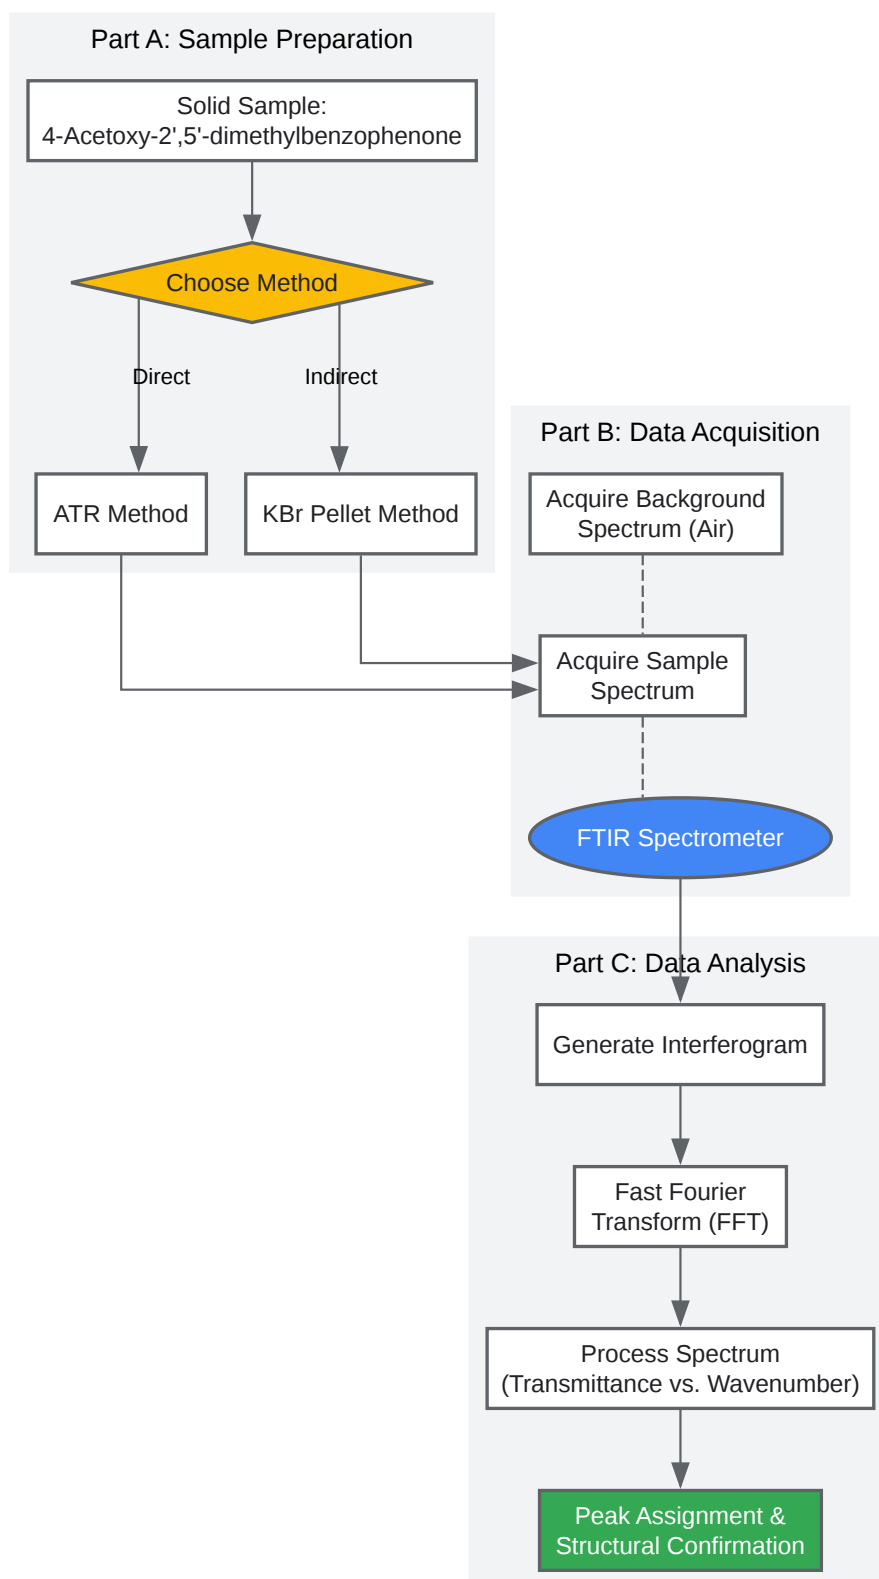 Part A: Sample Preparation
Solid Sample:
4-Acetoxy-2',5'-dimethylbenzophenone
Choose Method
Direct
Indirect
ATR Method
KBr Pellet Method
Part B: Data Acquisition
Acquire Background
Spectrum (Air)
Acquire Sample
Spectrum
FTIR Spectrometer
Part C: Data Analysis
Generate Interferogram
Fast Fourier
Transform (FFT)
Process Spectrum
(Transmittance vs. Wavenumber)
Peak Assignment &
Structural Confirmation